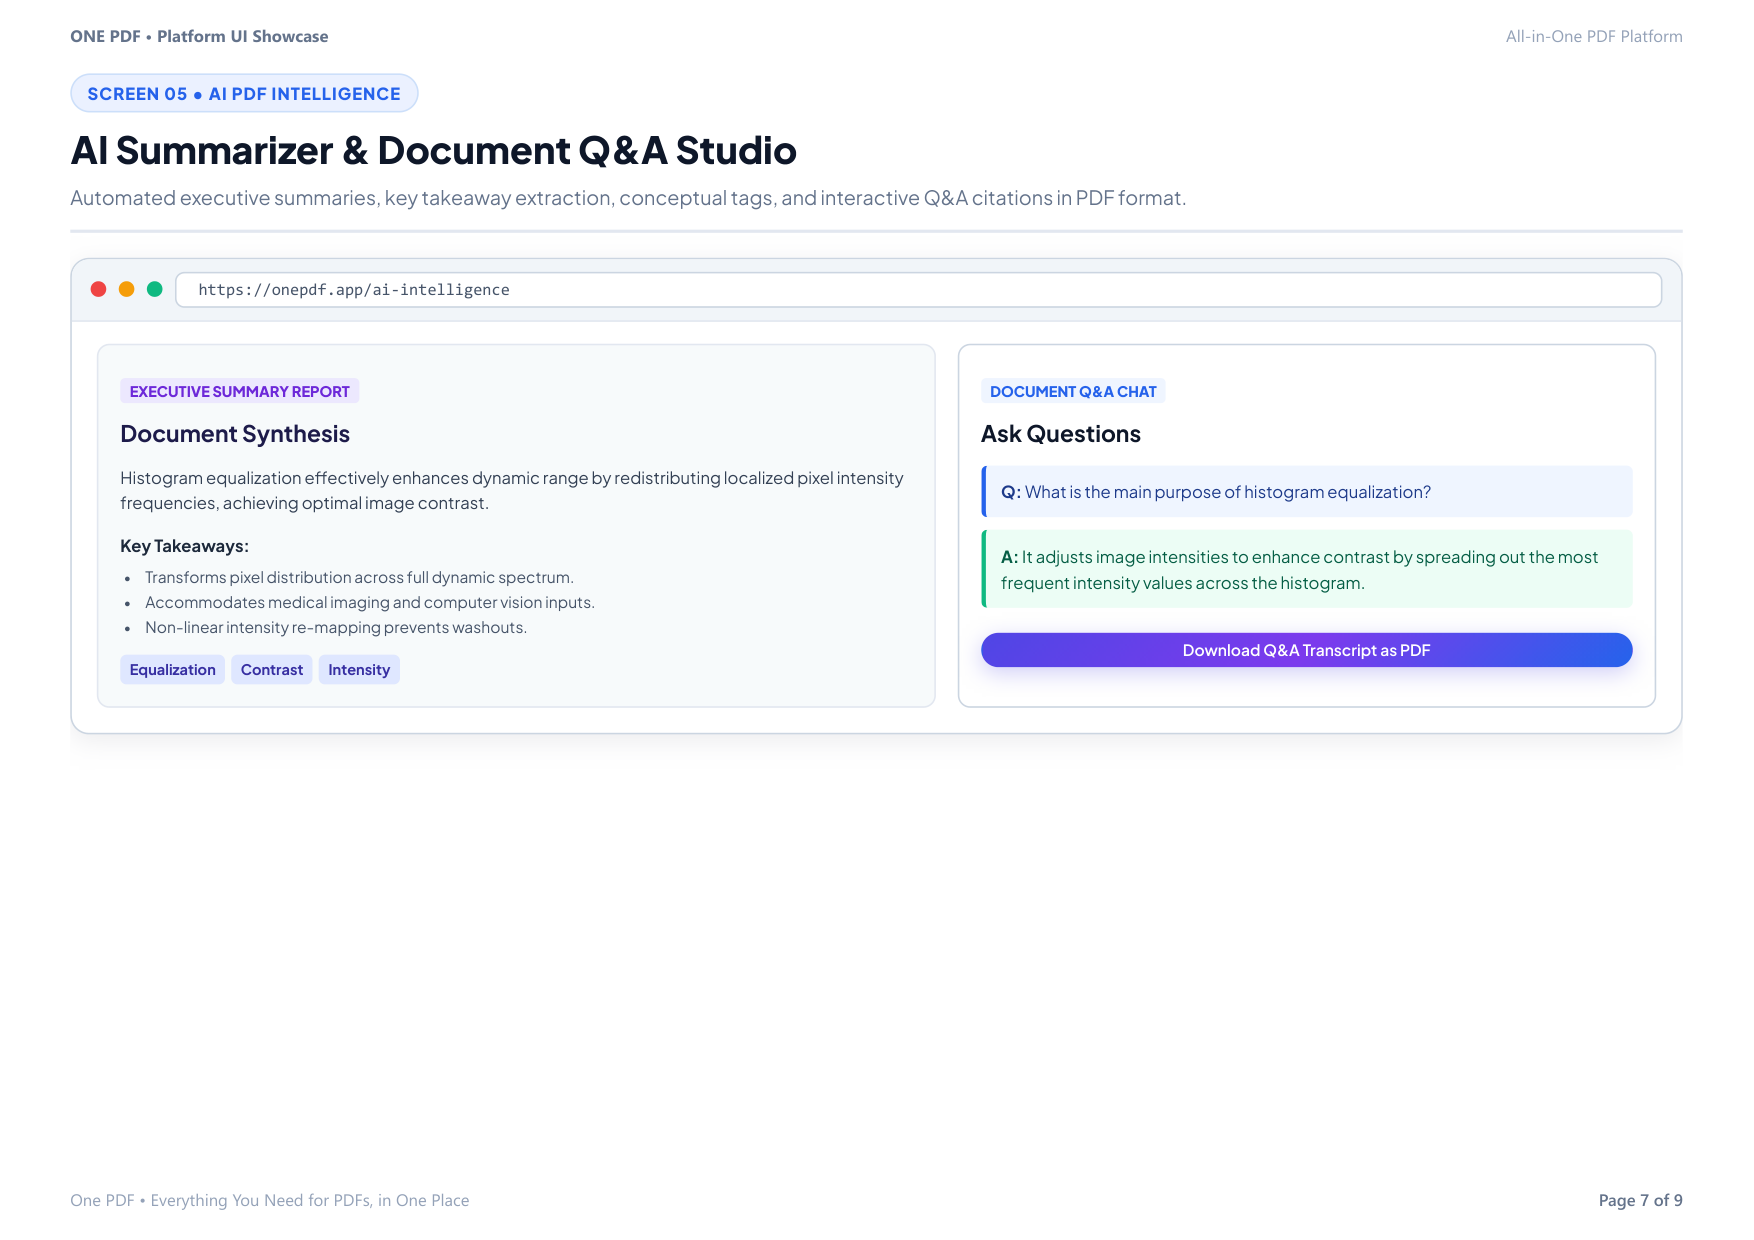 ONE PDF • Platform UI Showcase
All-in-One PDF Platform
SCREEN 05 ● AI PDF INTELLIGENCE
AI Summarizer & Document Q&A Studio
Automated executive summaries, key takeaway extraction, conceptual tags, and interactive Q&A citations in PDF format.
https://onepdf.app/ai-intelligence
EXECUTIVE SUMMARY REPORT
Document Synthesis
Histogram equalization effectively enhances dynamic range by redistributing localized pixel intensity
frequencies, achieving optimal image contrast.
Key Takeaways:
• Transforms pixel distribution across full dynamic spectrum.
• Accommodates medical imaging and computer vision inputs.
• Non-linear intensity re-mapping prevents washouts.
Equalization Contrast Intensity
DOCUMENT Q&A CHAT
Ask Questions
Q: What is the main purpose of histogram equalization?
A: It adjusts image intensities to enhance contrast by spreading out the most
frequent intensity values across the histogram.
Download Q&A Transcript as PDF
One PDF • Everything You Need for PDFs, in One Place
Page 7 of 9